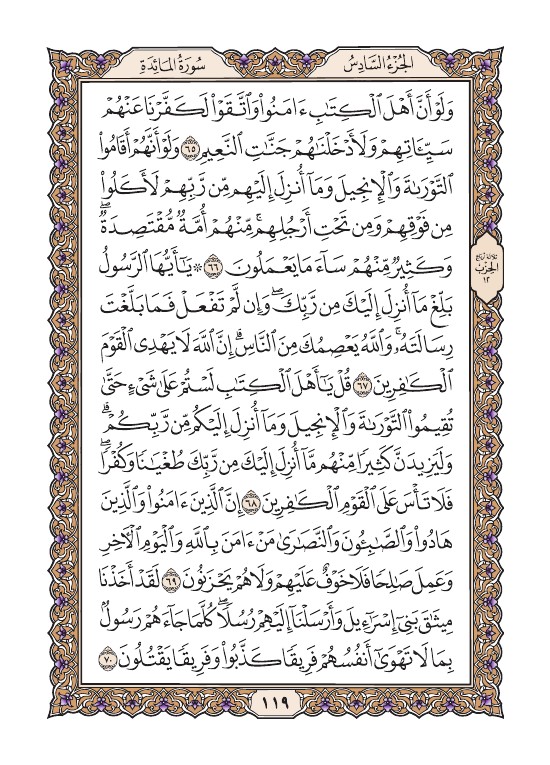 الجُزْءُ السَّادِسُ
سُورَةُ المَائِدَةِ
وَلَوْ أَنَّ أَهْلَ ٱلْكِتَٰبِ ءَامَنُوا۟ وَٱتَّقَوْا۟ لَكَفَّرْنَا عَنْهُمْ
سَيِّـَٔاتِهِمْ وَلَأَدْخَلْنَٰهُمْ جَنَّٰتِ ٱلنَّعِيمِ ٦٥ وَلَوْ أَنَّهُمْ أَقَامُوا۟
ٱلتَّوْرَىٰةَ وَٱلْإِنجِيلَ وَمَآ أُنزِلَ إِلَيْهِم مِّن رَّبِّهِمْ لَأَكَلُوا۟
مِن فَوْقِهِمْ وَمِن تَحْتِ أَرْجُلِهِم ۚ مِّنْهُمْ أُمَّةٌ مُّقْتَصِدَةٌ ۖ
وَكَثِيرٌ مِّنْهُمْ سَآءَ مَا يَعْمَلُونَ ٦٦ ۞ يَٰٓأَيُّهَا ٱلرَّسُولُ
بَلِّغْ مَآ أُنزِلَ إِلَيْكَ مِن رَّبِّكَ ۖ وَإِن لَّمْ تَفْعَلْ فَمَا بَلَّغْتَ
رِسَالَتَهُۥ ۚ وَٱللَّهُ يَعْصِمُكَ مِنَ ٱلنَّاسِ ۗ إِنَّ ٱللَّهَ لَا يَهْدِى ٱلْقَوْمَ
ٱلْكَٰفِرِينَ ٦٧ قُلْ يَٰٓأَهْلَ ٱلْكِتَٰبِ لَسْتُمْ عَلَىٰ شَىْءٍ حَتَّىٰ
تُقِيمُوا۟ ٱلتَّوْرَىٰةَ وَٱلْإِنجِيلَ وَمَآ أُنزِلَ إِلَيْكُم مِّن رَّبِّكُمْ ۗ
وَلَيَزِيدَنَّ كَثِيرًا مِّنْهُم مَّآ أُنزِلَ إِلَيْكَ مِن رَّبِّكَ طُغْيَٰنًا وَكُفْرًا ۖ
فَلَا تَأْسَ عَلَى ٱلْقَوْمِ ٱلْكَٰفِرِينَ ٦٨ إِنَّ ٱلَّذِينَ ءَامَنُوا۟ وَٱلَّذِينَ
هَادُوا۟ وَٱلصَّٰبِـُٔونَ وَٱلنَّصَٰرَىٰ مَنْ ءَامَنَ بِٱللَّهِ وَٱلْيَوْمِ ٱلْءَاخِرِ
وَعَمِلَ صَٰلِحًا فَلَا خَوْفٌ عَلَيْهِمْ وَلَا هُمْ يَحْزَنُونَ ٦٩ لَقَدْ أَخَذْنَا
مِيثَٰقَ بَنِىٓ إِسْرَٰٓءِيلَ وَأَرْسَلْنَآ إِلَيْهِمْ رُسُلًا ۖ كُلَّمَا جَآءَهُمْ رَسُولٌۢ
بِمَا لَا تَهْوَىٰٓ أَنفُسُهُمْ فَرِيقًا كَذَّبُوا۟ وَفَرِيقًا يَقْتُلُونَ ٧٠
ثلاثة أرباع
الحِزْب
١٢
١١٩